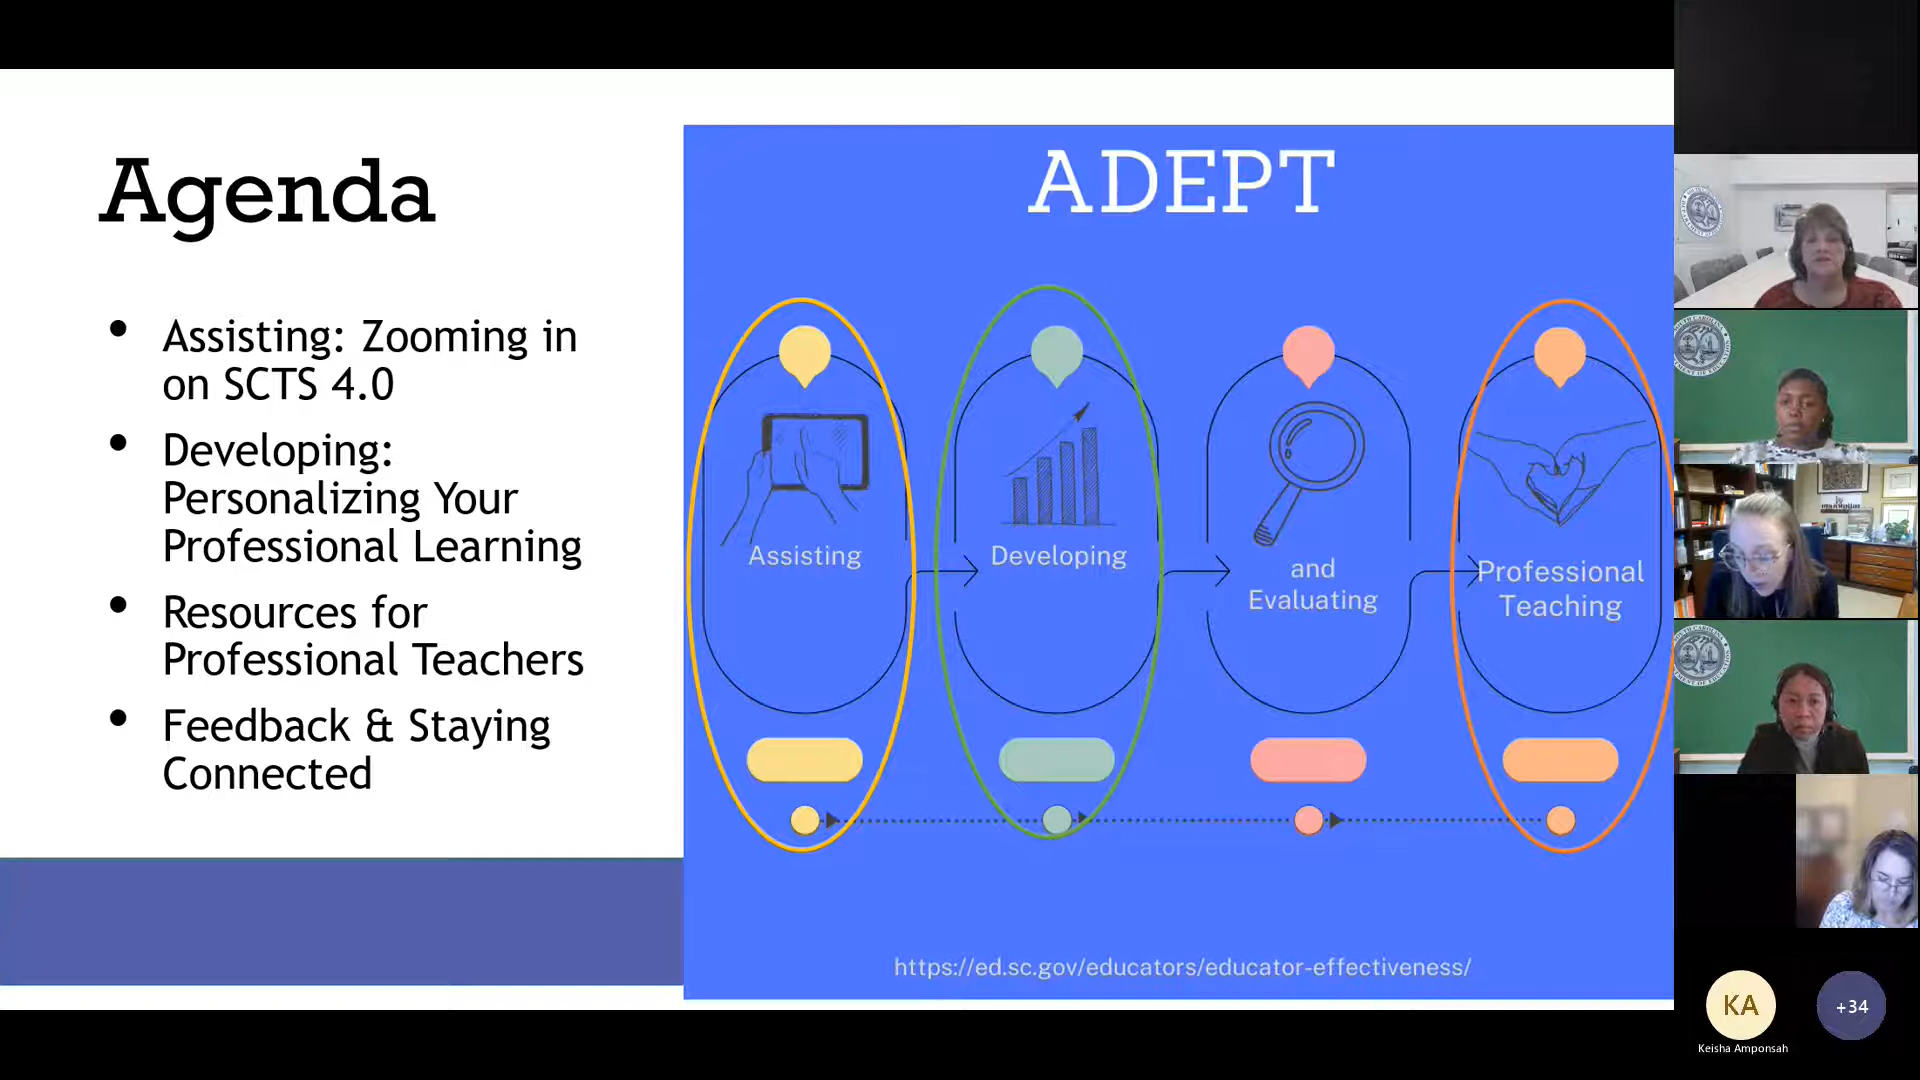 Agenda
• Assisting: Zooming in
on SCTS 4.0
• Developing:
Personalizing Your
Professional Learning
• Resources for
Professional Teachers
• Feedback & Staying
Connected
ADEPT
Assisting
Developing
and
Evaluating
Professional
Teaching
https://ed.sc.gov/educators/educator-effectiveness/
KA
+34
Keisha Amponsah